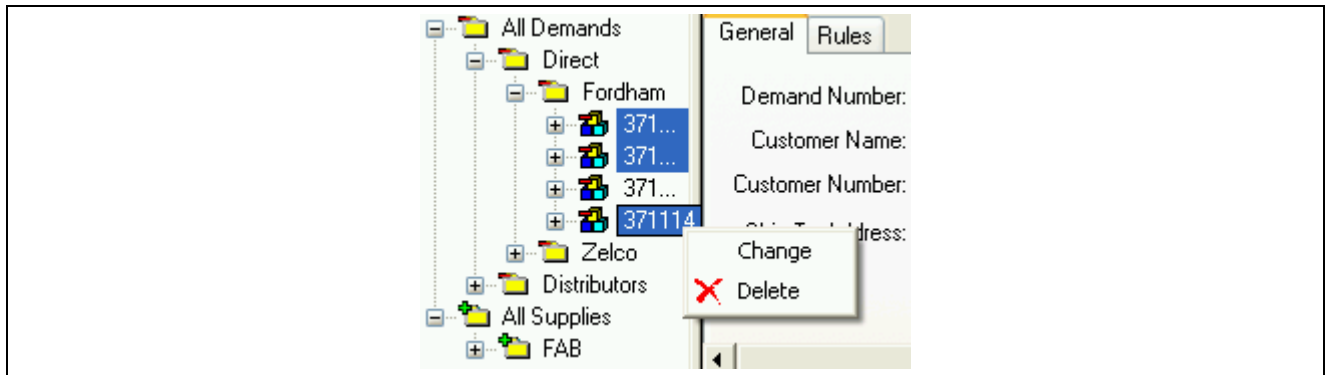 All Demands
Direct
Fordham
371...
371...
371...
371114
Zelco
Distributors
All Supplies
FAB
General Rules
Demand Number:
Customer Name:
Customer Number:
Change
Delete